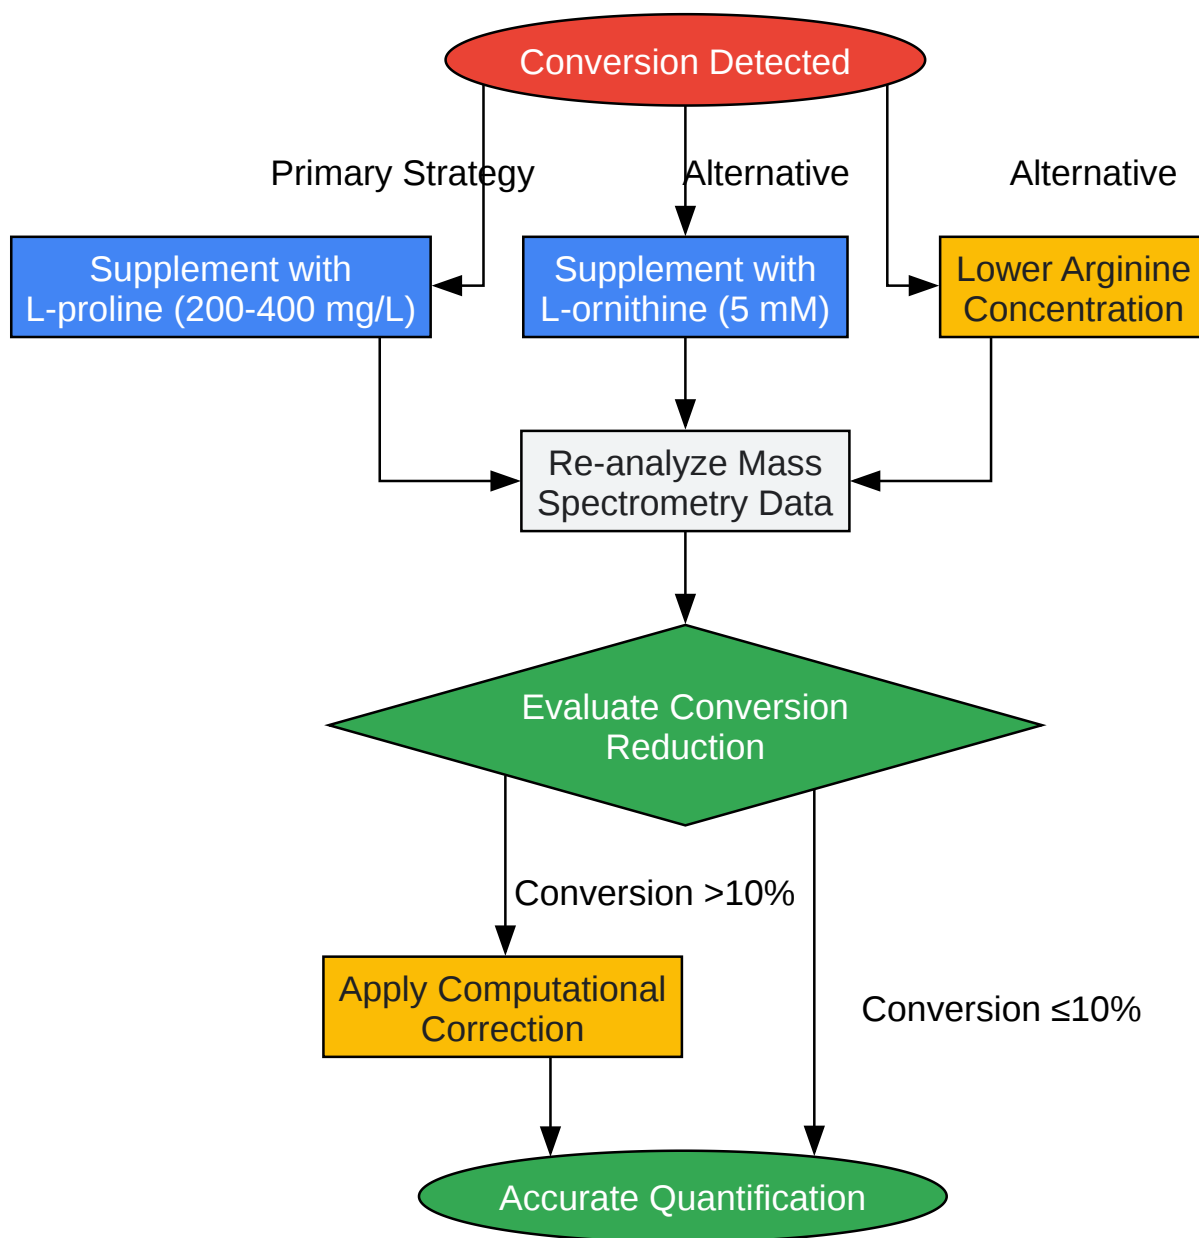 Conversion Detected
Primary Strategy
Alternative
Alternative
Supplement with
L-proline (200-400 mg/L)
Supplement with
L-ornithine (5 mM)
Lower Arginine
Concentration
Re-analyze Mass
Spectrometry Data
Evaluate Conversion
Reduction
Conversion >10%
Apply Computational
Correction
Conversion ≤10%
Accurate Quantification